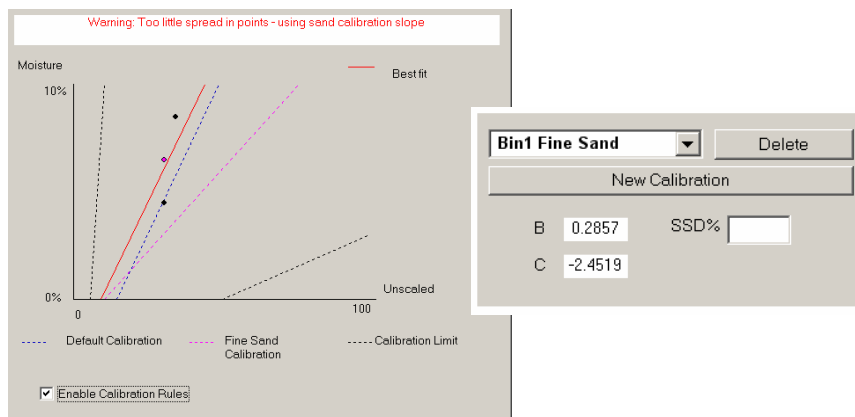 Warning: Too little spread in points - using sand calibration slope
Moisture
Best fit
10%
0%
Unscaled
0
100
Default Calibration
Fine Sand
Calibration
Calibration Limit
Enable Calibration Rules
Bin1 Fine Sand
Delete
New Calibration
B 0.2857 SSD%
C -2.4519